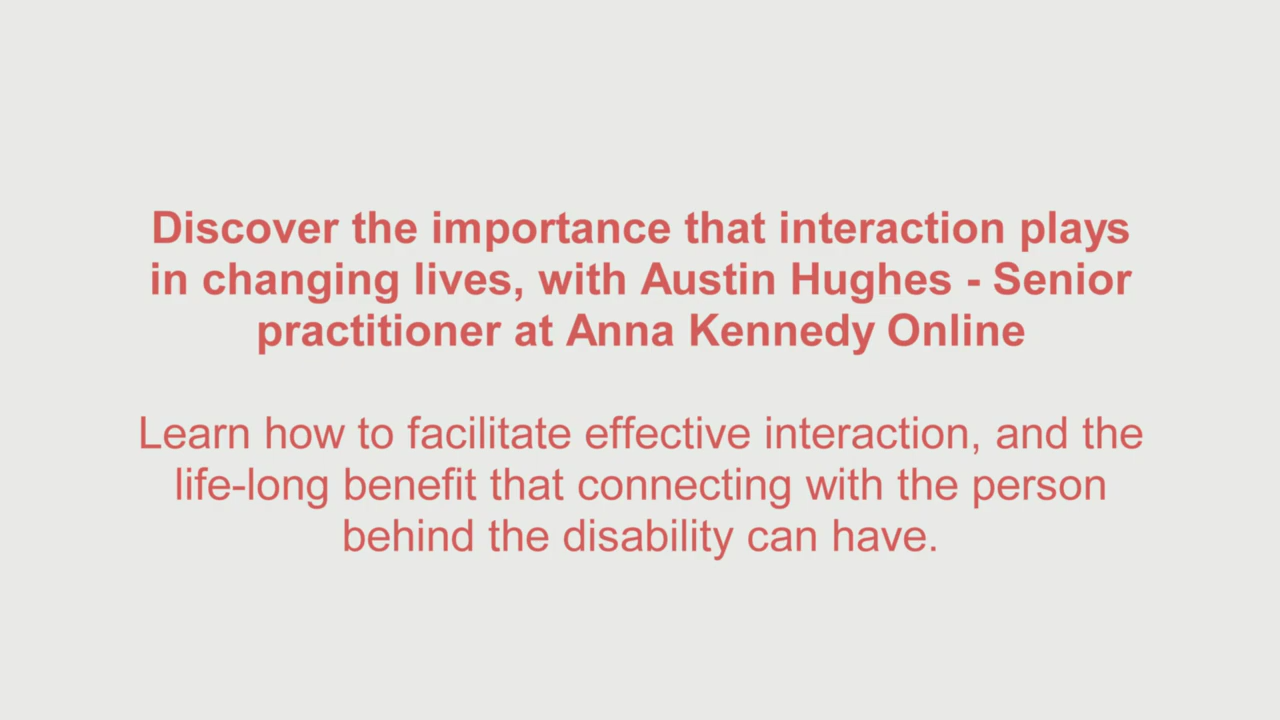 Discover the importance that interaction plays
in changing lives, with Austin Hughes - Senior
practitioner at Anna Kennedy Online
Learn how to facilitate effective interaction, and the
life-long benefit that connecting with the person
behind the disability can have.